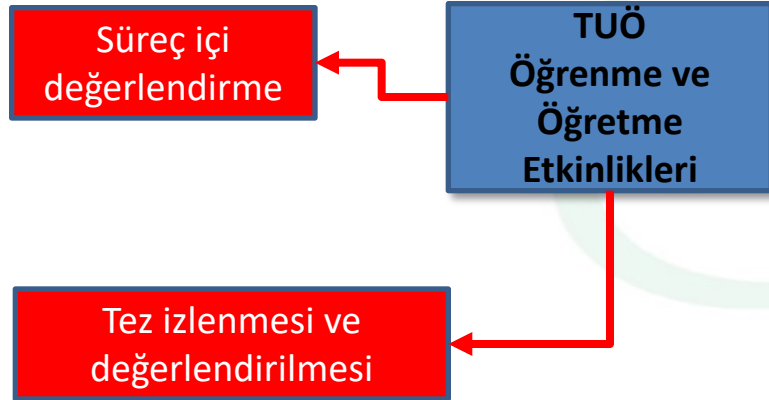 Süreç içi
değerlendirme
TUÖ
Öğrenme ve
Öğretme
Etkinlikleri
Tez izlenmesi ve
değerlendirilmesi